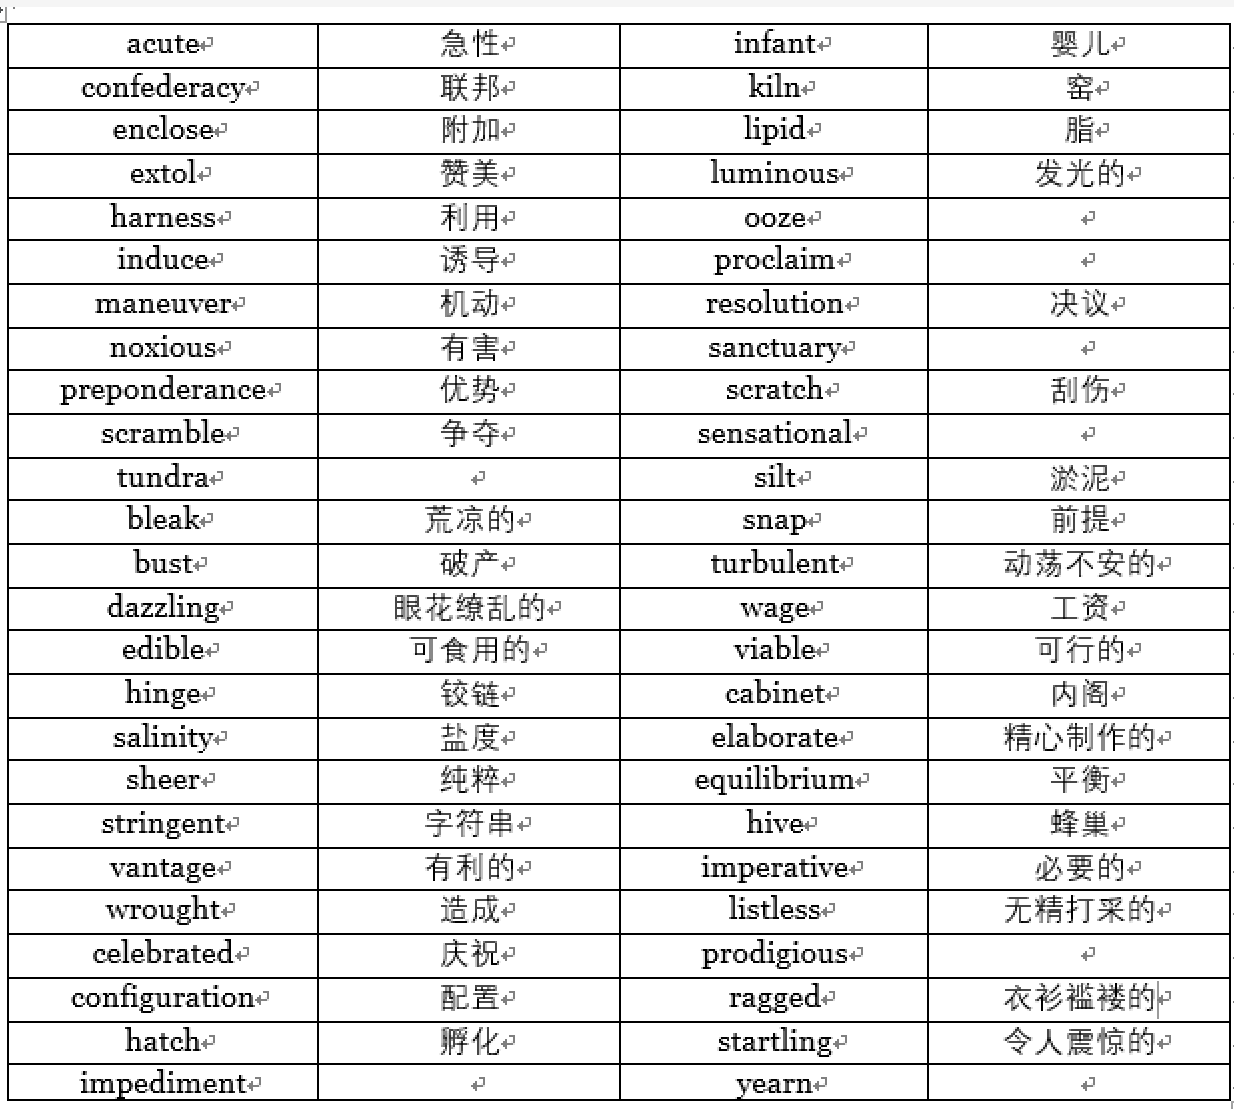 acute 急性 infant 婴儿
confederacy 联邦 kiln 窑
enclose 附加 lipid 脂
extol 赞美 luminous 发光的
harness 利用 ooze
induce 诱导 proclaim
maneuver 机动 resolution 决议
noxious 有害 sanctuary
preponderance 优势 scratch 刮伤
scramble 争夺 sensational
tundra silt 淤泥
bleak 荒凉的 snap 前提
bust 破产 turbulent 动荡不安的
dazzling 眼花缭乱的 wage 工资
edible 可食用的 viable 可行的
hinge 铰链 cabinet 内阁
salinity 盐度 elaborate 精心制作的
sheer 纯粹 equilibrium 平衡
stringent 字符串 hive 蜂巢
vantage 有利的 imperative 必要的
wrought 造成 listless 无精打采的
celebrated 庆祝 prodigious
configuration 配置 ragged 衣衫褴褛的
hatch 孵化 startling 令人震惊的
impediment yearn